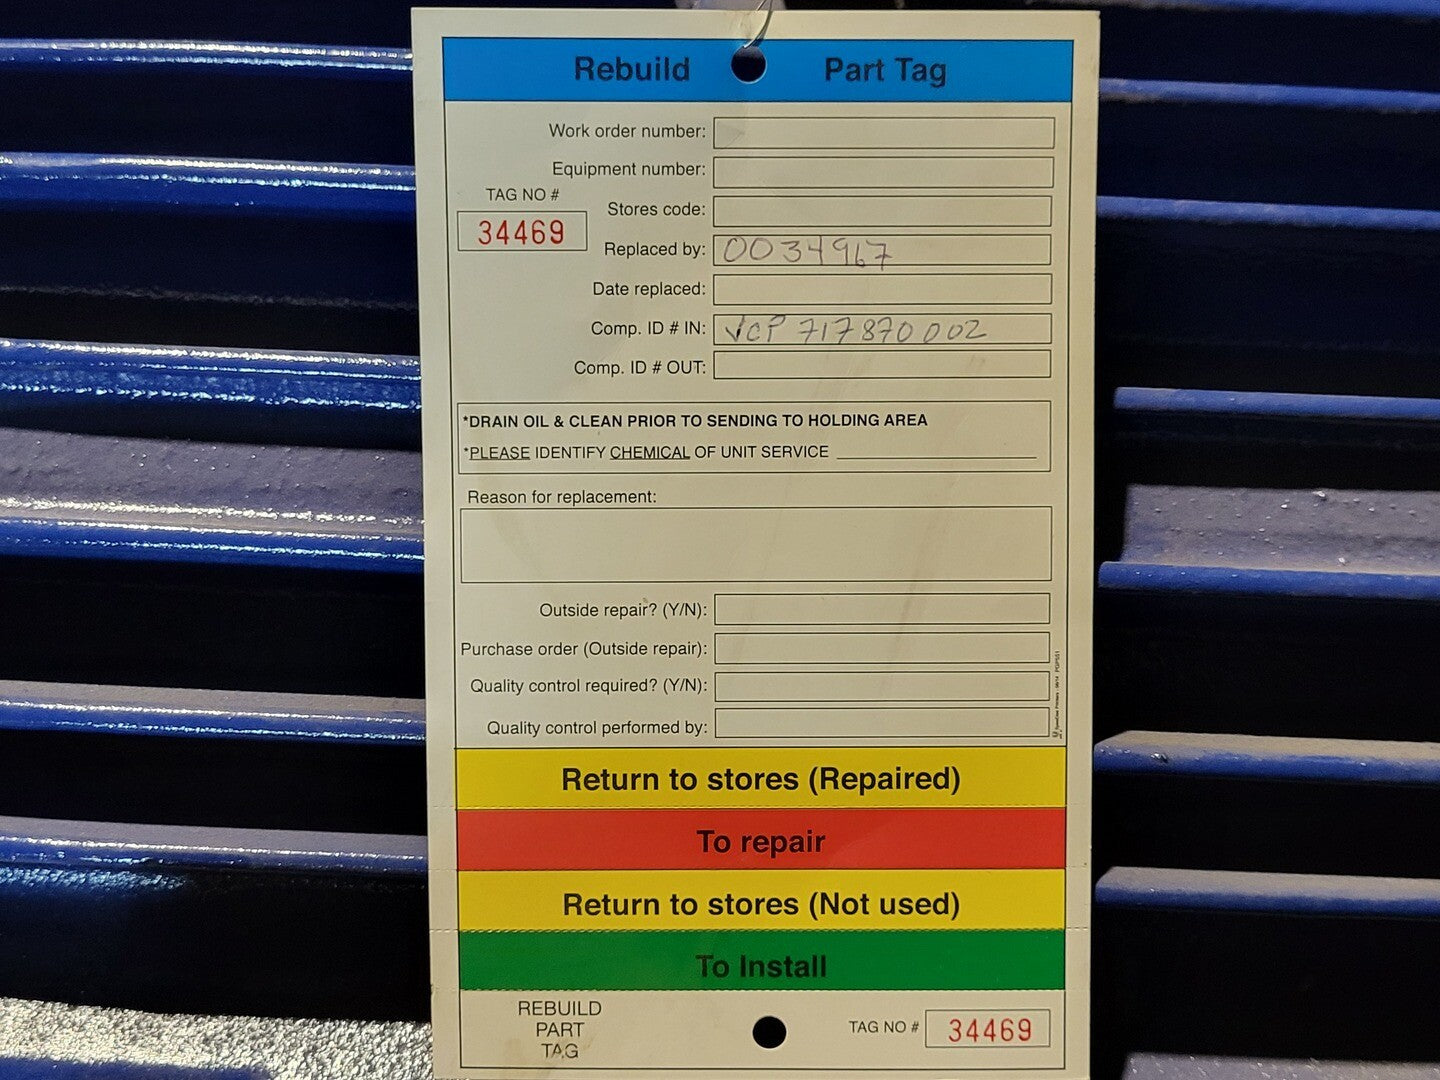 Rebuild Part Tag
Work order number:
Equipment number:
TAG NO #
34469
Stores code:
Replaced by: 0034967
Date replaced:
Comp. ID # IN: VCP 717870002
Comp. ID # OUT:
*DRAIN OIL & CLEAN PRIOR TO SENDING TO HOLDING AREA
*PLEASE IDENTIFY CHEMICAL OF UNIT SERVICE
Reason for replacement:
Outside repair? (Y/N):
Purchase order (Outside repair):
Quality control required? (Y/N):
Quality control performed by:
Return to stores (Repaired)
To repair
Return to stores (Not used)
To Install
REBUILD
PART
TAG
TAG NO # 34469